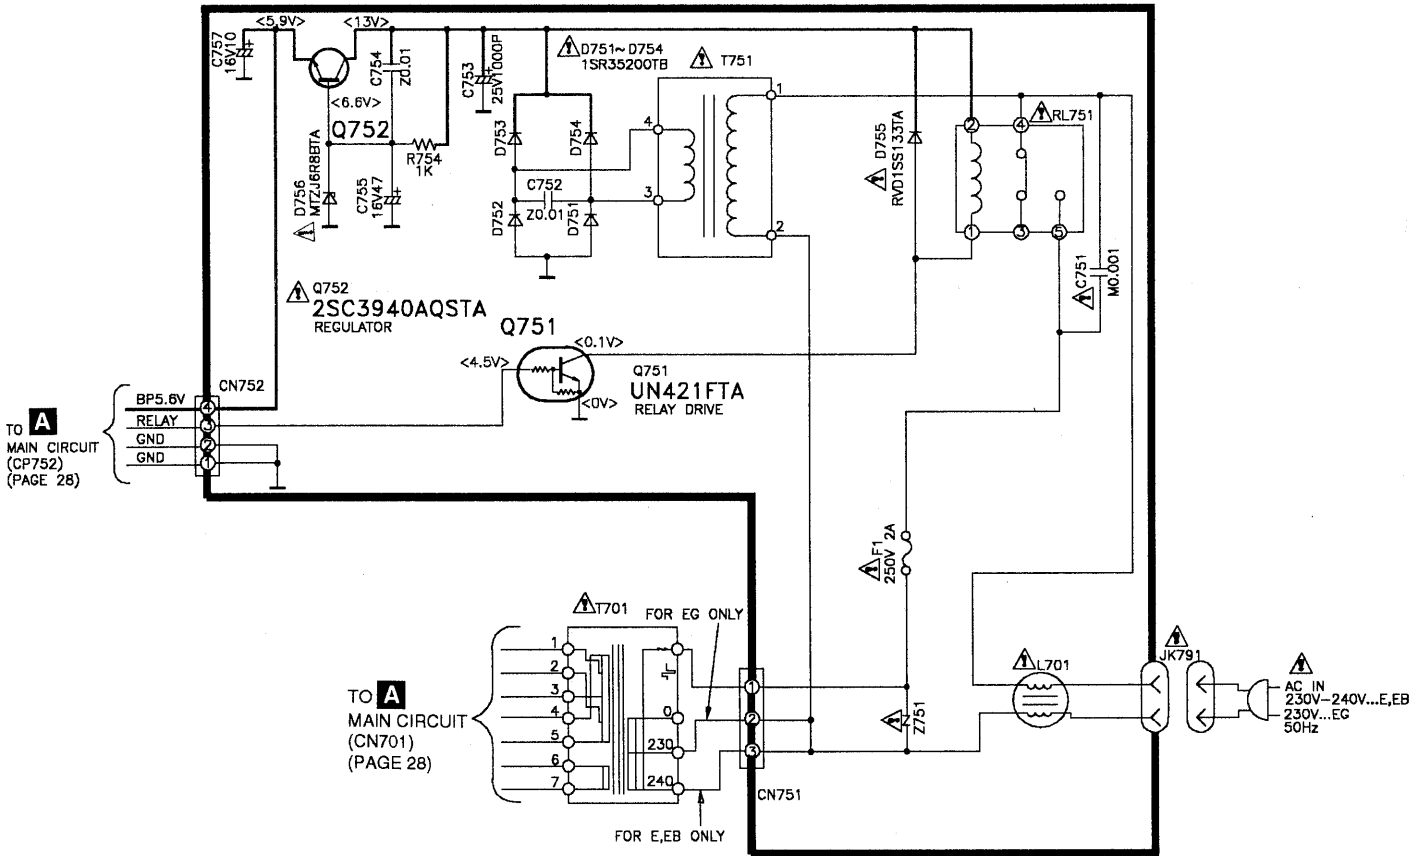 <5.9V>
<13V>
C757
16V10
C754
Z0.01
C753
25V1000P
D751~D754
1SR35200TB
T751
1
RL751
<6.6V>
Q752
R754
1K
D756
MTZJ6R8BTA
C755
16V47
D753
D754
4
C752
Z0.01
3
D752
D751
2
D755
RVD1SS133TA
2
4
1
3
5
C751
M0.001
Q752
2SC3940AQSTA
REGULATOR
Q751
<4.5V>
<0.1V>
<0V>
Q751
UN421FTA
RELAY DRIVE
CN752
BP5.6V
4
RELAY
3
GND
2
GND
1
TO A
MAIN CIRCUIT
(CP752)
(PAGE 28)
F1
250V 2A
T701
FOR EG ONLY
1
2
3
4
5
6
7
0
230
240
TO A
MAIN CIRCUIT
(CN701)
(PAGE 28)
1
2
3
CN751
FOR E,EB ONLY
Z751
L701
JK791
AC IN
230V-240V...E,EB
230V...EG
50Hz